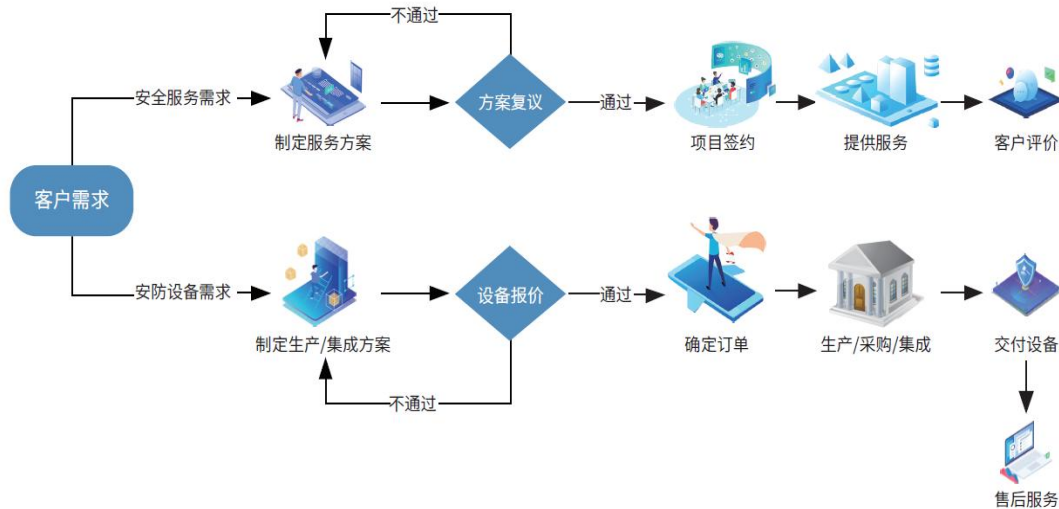 不通过
安全服务需求
方案复议
通过
制定服务方案
项目签约
提供服务
客户评价
客户需求
安防设备需求
设备报价
通过
制定生产/集成方案
确定订单
生产/采购/集成
交付设备
不通过
售后服务